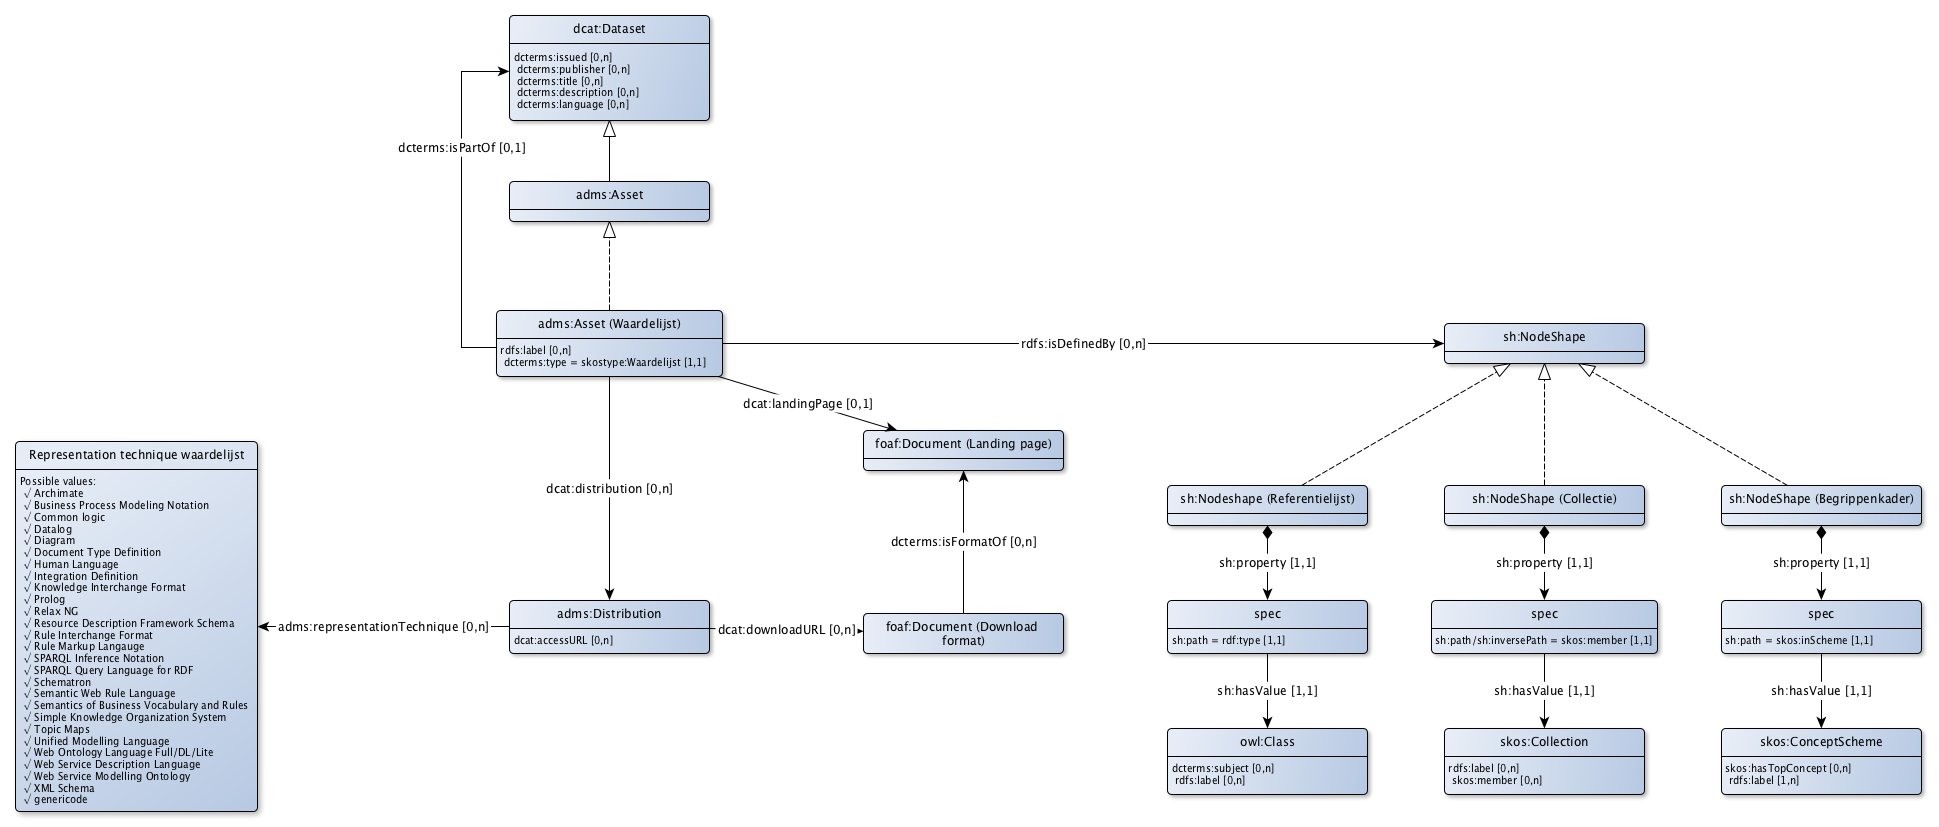 dcat:Dataset
dcterms:issued [0,n]
dcterms:publisher [0,n]
dcterms:title [0,n]
dcterms:description [0,n]
dcterms:language [0,n]
dcterms:isPartOf [0,1]
adms:Asset
adms:Asset (Waardelijst)
rdfs:label [0,n]
dcterms:type = skostype:Waardelijst [1,1]
rdfs:isDefinedBy [0,n]
sh:NodeShape
dcat:landingPage [0,1]
foaf:Document (Landing page)
dcat:distribution [0,n]
dcterms:isFormatOf [0,n]
Representation technique waardelijst
Possible values:
√ Archimate
√ Business Process Modeling Notation
√ Common logic
√ Datalog
√ Diagram
√ Document Type Definition
√ Human Language
√ Integration Definition
√ Knowledge Interchange Format
√ Prolog
√ Relax NG
√ Resource Description Framework Schema
√ Rule Interchange Format
√ Rule Markup Langauge
√ SPARQL Inference Notation
√ SPARQL Query Language for RDF
√ Schematron
√ Semantic Web Rule Language
√ Semantics of Business Vocabulary and Rules
√ Simple Knowledge Organization System
√ Topic Maps
√ Unified Modelling Language
√ Web Ontology Language Full/DL/Lite
√ Web Service Description Language
√ Web Service Modelling Ontology
√ XML Schema
√ genericode
adms:representationTechnique [0,n]
adms:Distribution
dcat:accessURL [0,n]
dcat:downloadURL [0,n]
foaf:Document (Download
format)
sh:Nodeshape (Referentielijst)
sh:property [1,1]
spec
sh:path = rdf:type [1,1]
sh:hasValue [1,1]
owl:Class
dcterms:subject [0,n]
rdfs:label [0,n]
sh:NodeShape (Collectie)
sh:property [1,1]
spec
sh:path/sh:inversePath = skos:member [1,1]
sh:hasValue [1,1]
skos:Collection
rdfs:label [0,n]
skos:member [0,n]
sh:NodeShape (Begrippenkader)
sh:property [1,1]
spec
sh:path = skos:inScheme [1,1]
sh:hasValue [1,1]
skos:ConceptScheme
skos:hasTopConcept [0,n]
rdfs:label [1,n]